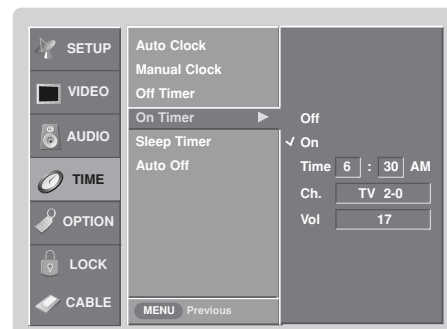 SETUP
VIDEO
AUDIO
TIME
OPTION
LOCK
CABLE
Auto Clock
Manual Clock
Off Timer
On Timer
Sleep Timer
Auto Off
MENU Previous
Off
On
Time 6 : 30 AM
Ch. TV 2-0
Vol 17